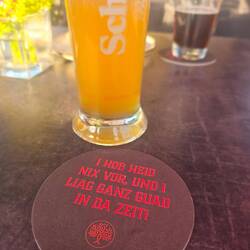 Sch
I HOB HEID
NIX VOR, UND I
LIAG GANZ GUAD
IN DA ZEIT!